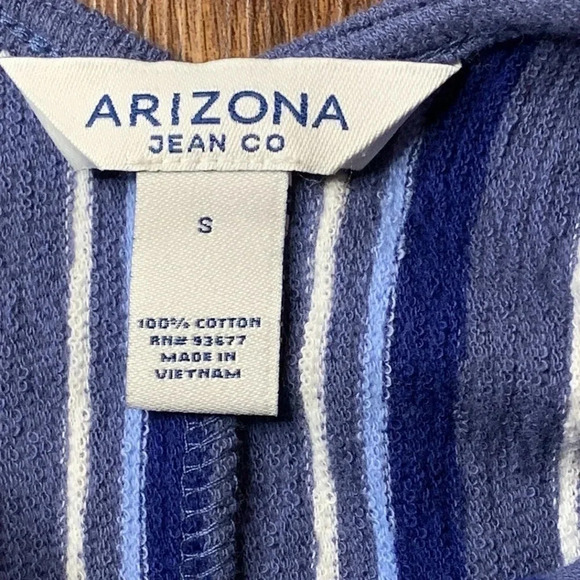 ARIZONA
JEAN CO
S
100% COTTON
RN# 93677
MADE IN
VIETNAM